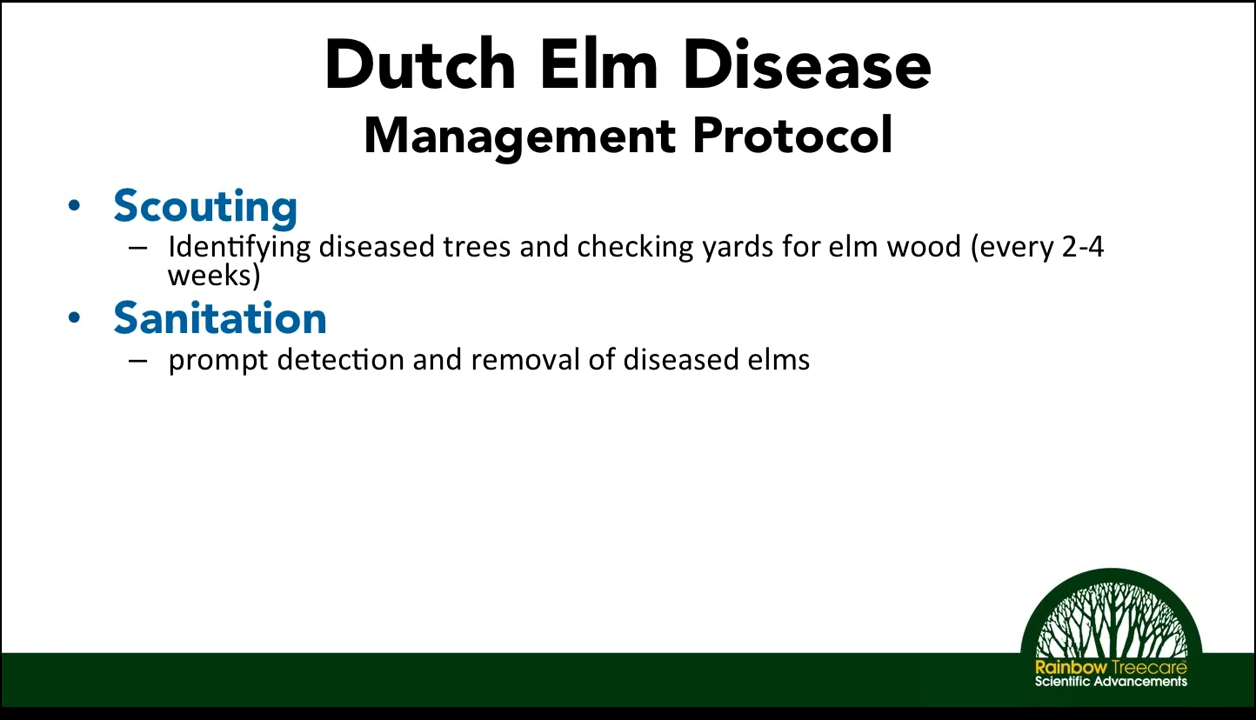 Dutch Elm Disease
Management Protocol
• Scouting
– Identifying diseased trees and checking yards for elm wood (every 2-4
weeks)
• Sanitation
– prompt detection and removal of diseased elms
Rainbow Treecare
Scientific Advancements